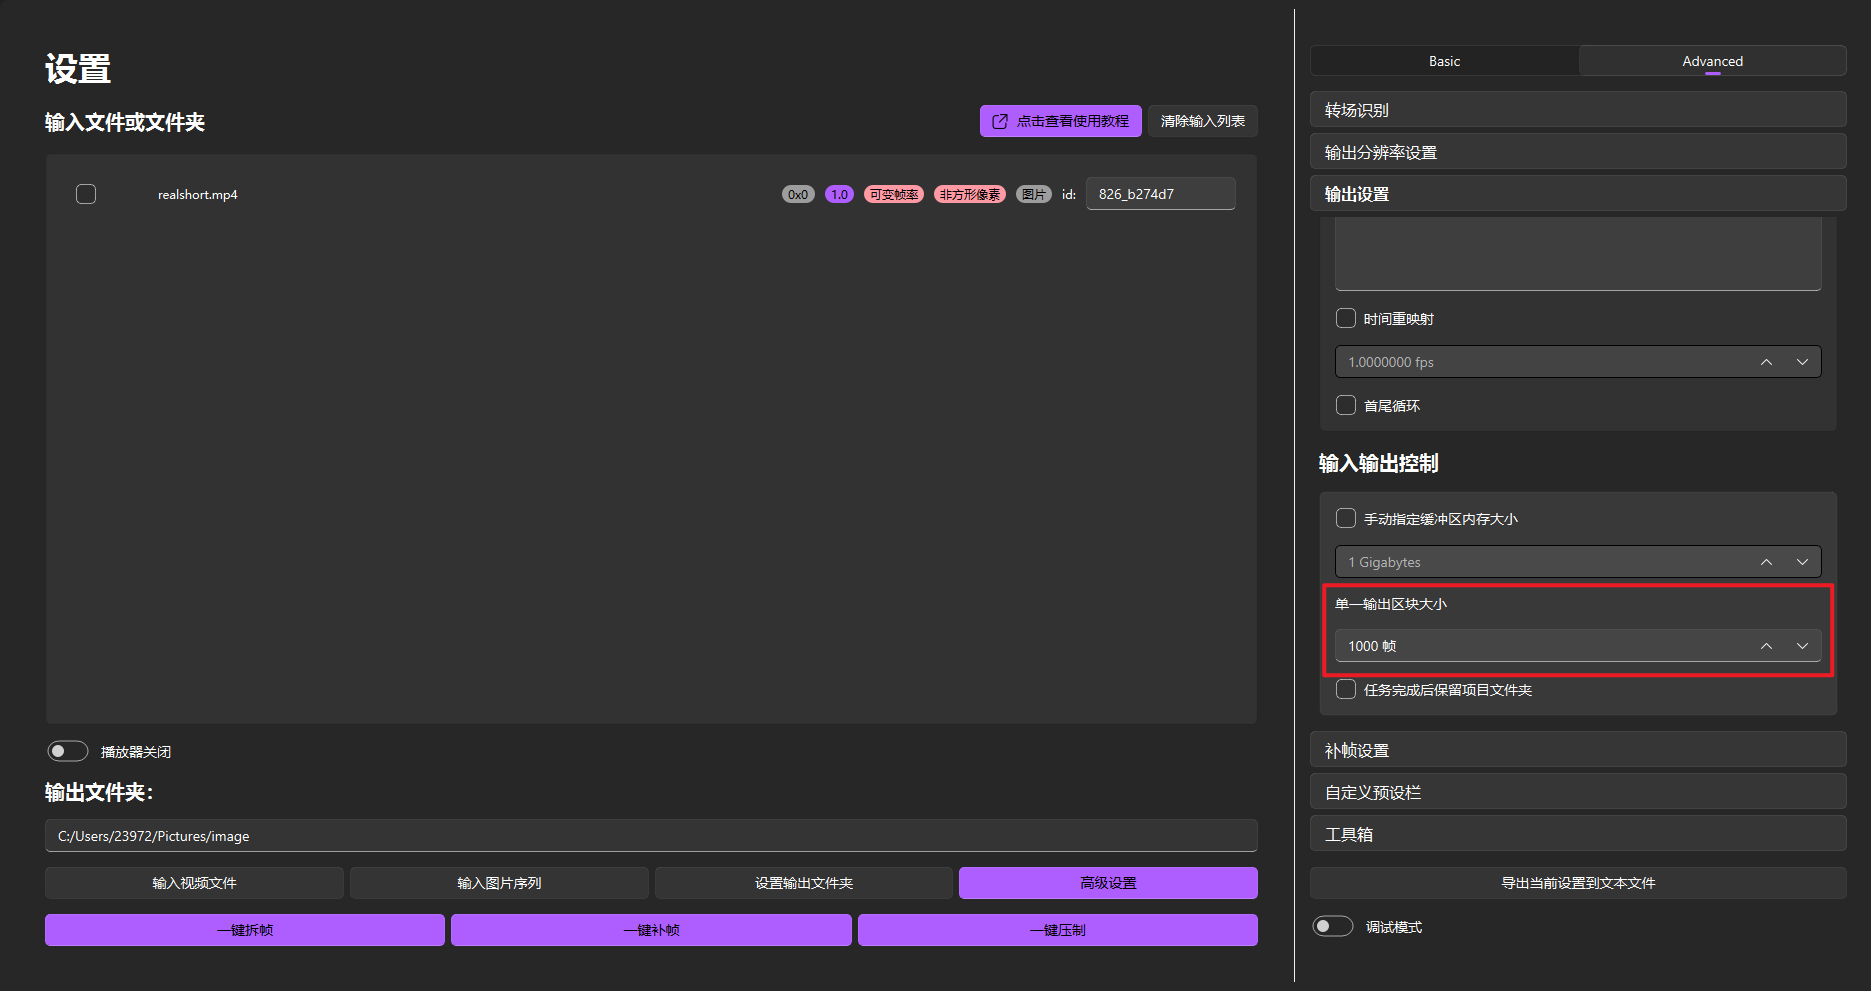 设置
输入文件或文件夹
点击查看使用教程
清除输入列表
realshort.mp4
0x0
1.0
可变帧率
非方形像素
图片
id:
826_b274d7
播放器关闭
输出文件夹：
C:/Users/23972/Pictures/image
输入视频文件
输入图片序列
设置输出文件夹
高级设置
一键拆帧
一键补帧
一键压制
Basic
Advanced
转场识别
输出分辨率设置
输出设置
时间重映射
1.0000000 fps
首尾循环
输入输出控制
手动指定缓冲区内存大小
1 Gigabytes
单一输出区块大小
1000 帧
任务完成后保留项目文件夹
补帧设置
自定义预设栏
工具箱
导出当前设置到文本文件
调试模式